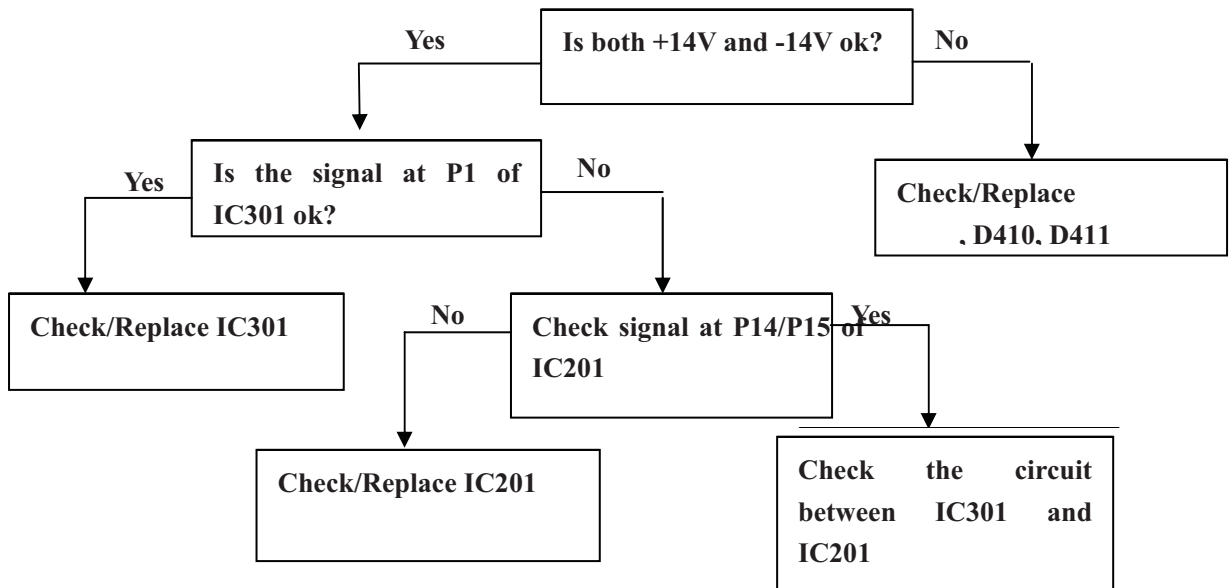 Is both +14V and -14V ok?
Yes
No
Is the signal at P1 of
IC301 ok?
Yes
No
Check/Replace
, D410, D411
Check/Replace IC301
Check signal at P14/P15 of
IC201
No
Yes
Check/Replace IC201
Check the circuit
between IC301 and
IC201